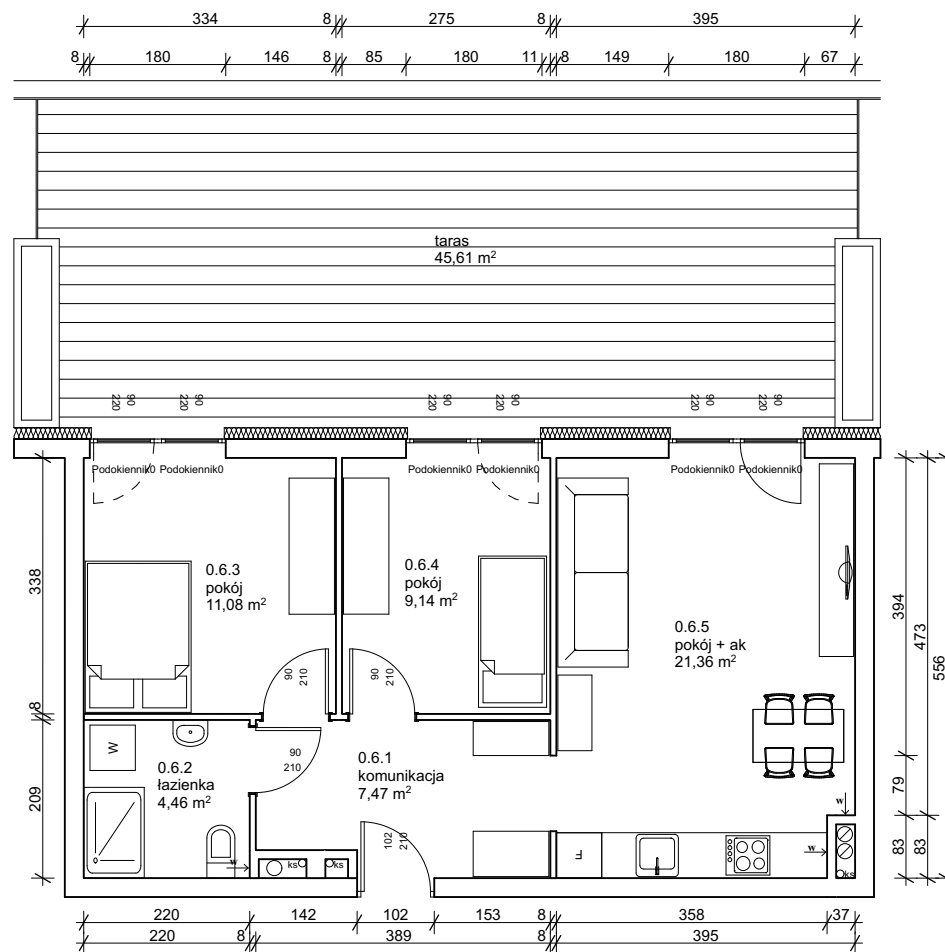 334 8 275 8 395
8 180 146 8 85 180 11 8 149 180 67
taras
45,61 m²
90 220 90 220 90 220 90 220 90 220 90 220
Podokiennik0 Podokiennik0 Podokiennik0 Podokiennik0 Podokiennik0 Podokiennik0
0.6.3
pokój
11,08 m²
0.6.4
pokój
9,14 m²
0.6.5
pokój + ak
21,36 m²
338
8
209
394
473
556
79
83 83
90
210
90
210
90
210
0.6.1
komunikacja
7,47 m²
W
0.6.2
łazienka
4,46 m²
102
210
w
w
w
ks
ks
ks
LF
220 142 102 153 8 358 37
220 8 389 8 395